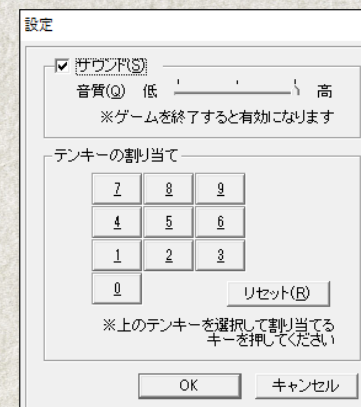 設定
サウンド(S)
音質(Q) 低 高
※ゲームを終了すると有効になります
テンキーの割り当て
7 8 9
4 5 6
1 2 3
0
リセット(R)
※上のテンキーを選択して割り当てる
キーを押してください
OK キャンセル